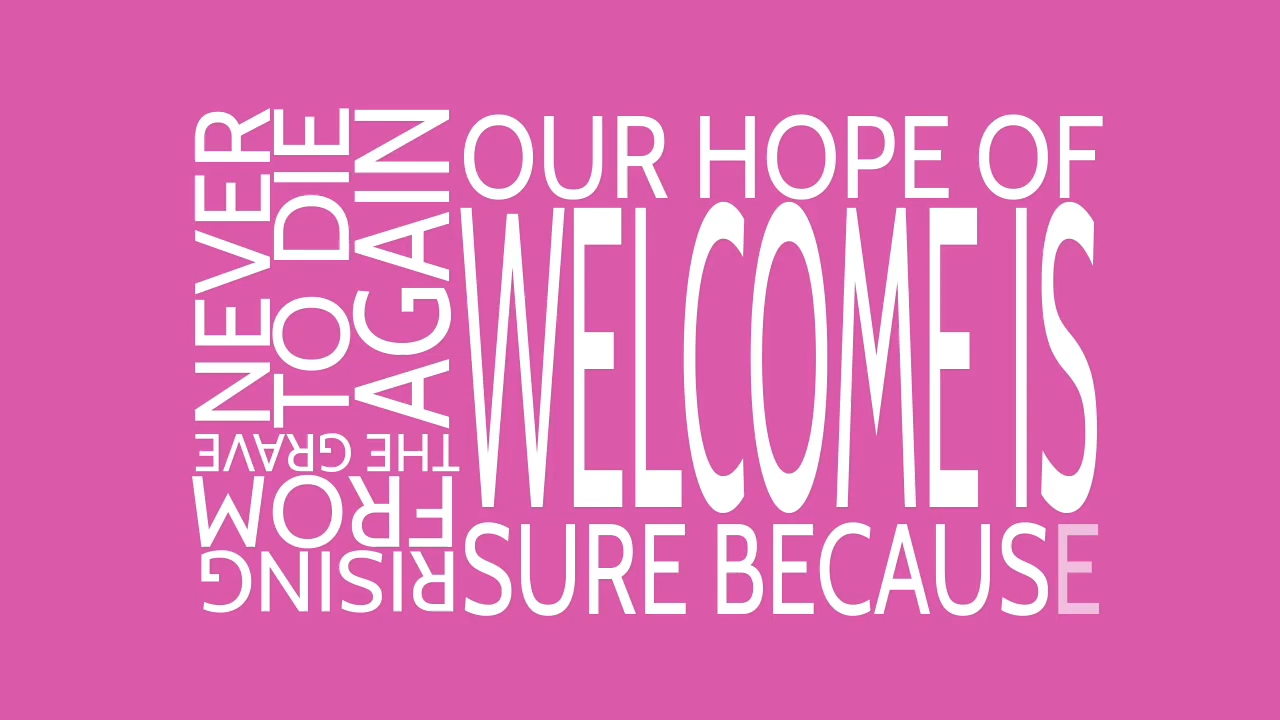 RISING
FROM
THE GRAVE
NEVER
TO DIE
AGAIN
OUR HOPE OF
WELCOME IS
SURE BECAUSE